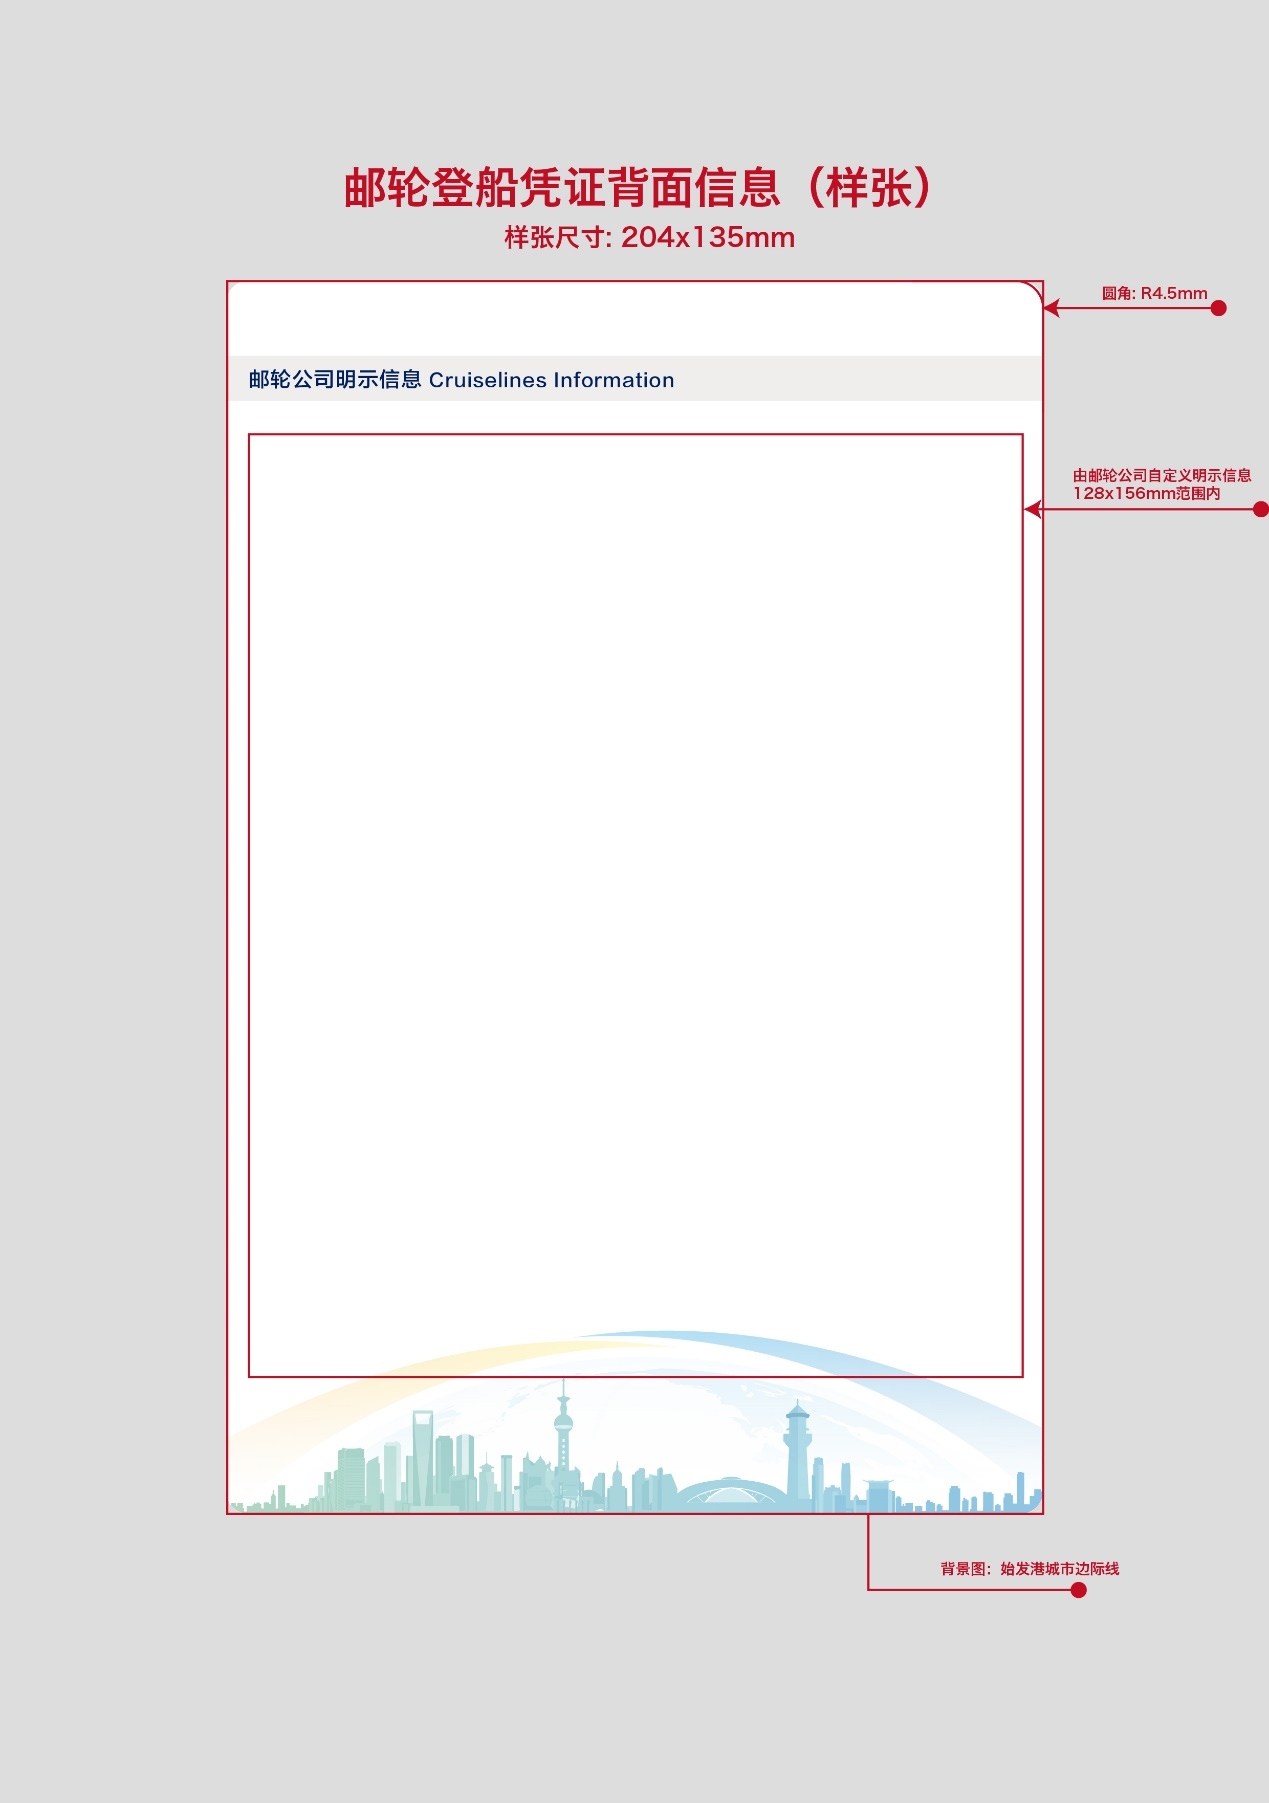 邮轮登船凭证背面信息（样张）
样张尺寸: 204x135mm
圆角: R4.5mm
邮轮公司明示信息 Cruiselines Information
由邮轮公司自定义明示信息
128x156mm范围内
背景图：始发港城市边际线